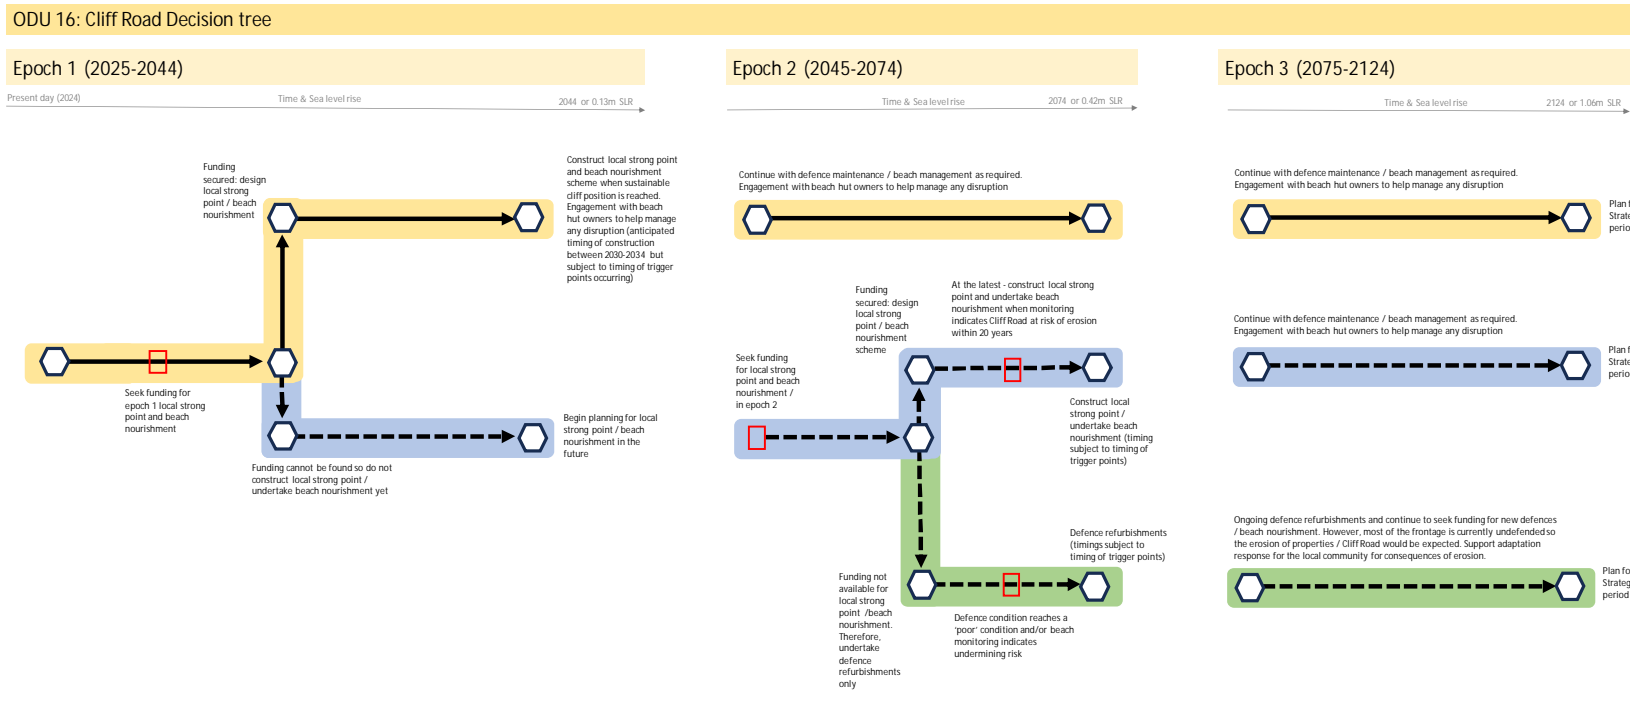 ODU 16: Cliff Road Decision tree
Epoch 1 (2025-2044)
Present day (2024)
Time & Sea level rise
2044 or 0.13m SLR
Funding
secured: design
local strong
point / beach
nourishment
Construct local strong point
and beach nourishment
scheme when sustainable
cliff position is reached.
Engagement with beach
hut owners to help manage
any disruption (anticipated
timing of construction
between 2030-2034 but
subject to timing of trigger
points occurring)
Seek funding for
epoch 1 local strong
point and beach
nourishment
Begin planning for local
strong point / beach
nourishment in the
future
Funding cannot be found so do not
construct local strong point /
undertake beach nourishment yet
Epoch 2 (2045-2074)
Time & Sea level rise
2074 or 0.42m SLR
Continue with defence maintenance / beach management as required.
Engagement with beach hut owners to help manage any disruption
Funding
secured: design
local strong
point / beach
nourishment
scheme
At the latest - construct local strong
point and undertake beach
nourishment when monitoring
indicates Cliff Road at risk of erosion
within 20 years
Seek funding
for local strong
point and beach
nourishment /
in epoch 2
Construct local
strong point /
undertake beach
nourishment (timing
subject to timing of
trigger points)
Defence refurbishments
(timings subject to
timing of trigger points)
Funding not
available for
local strong
point /beach
nourishment.
Therefore,
undertake
defence
refurbishments
only
Defence condition reaches a
'poor' condition and/or beach
monitoring indicates
undermining risk
Epoch 3 (2075-2124)
Time & Sea level rise
2124 or 1.06m SLR
Continue with defence maintenance / beach management as required.
Engagement with beach hut owners to help manage any disruption
Plan f
Strate
perio
Continue with defence maintenance / beach management as required.
Engagement with beach hut owners to help manage any disruption
Plan f
Strate
perio
Ongoing defence refurbishments and continue to seek funding for new defences
/ beach nourishment. However, most of the frontage is currently undefended so
the erosion of properties / Cliff Road would be expected. Support adaptation
response for the local community for consequences of erosion.
Plan fo
Strateg
period